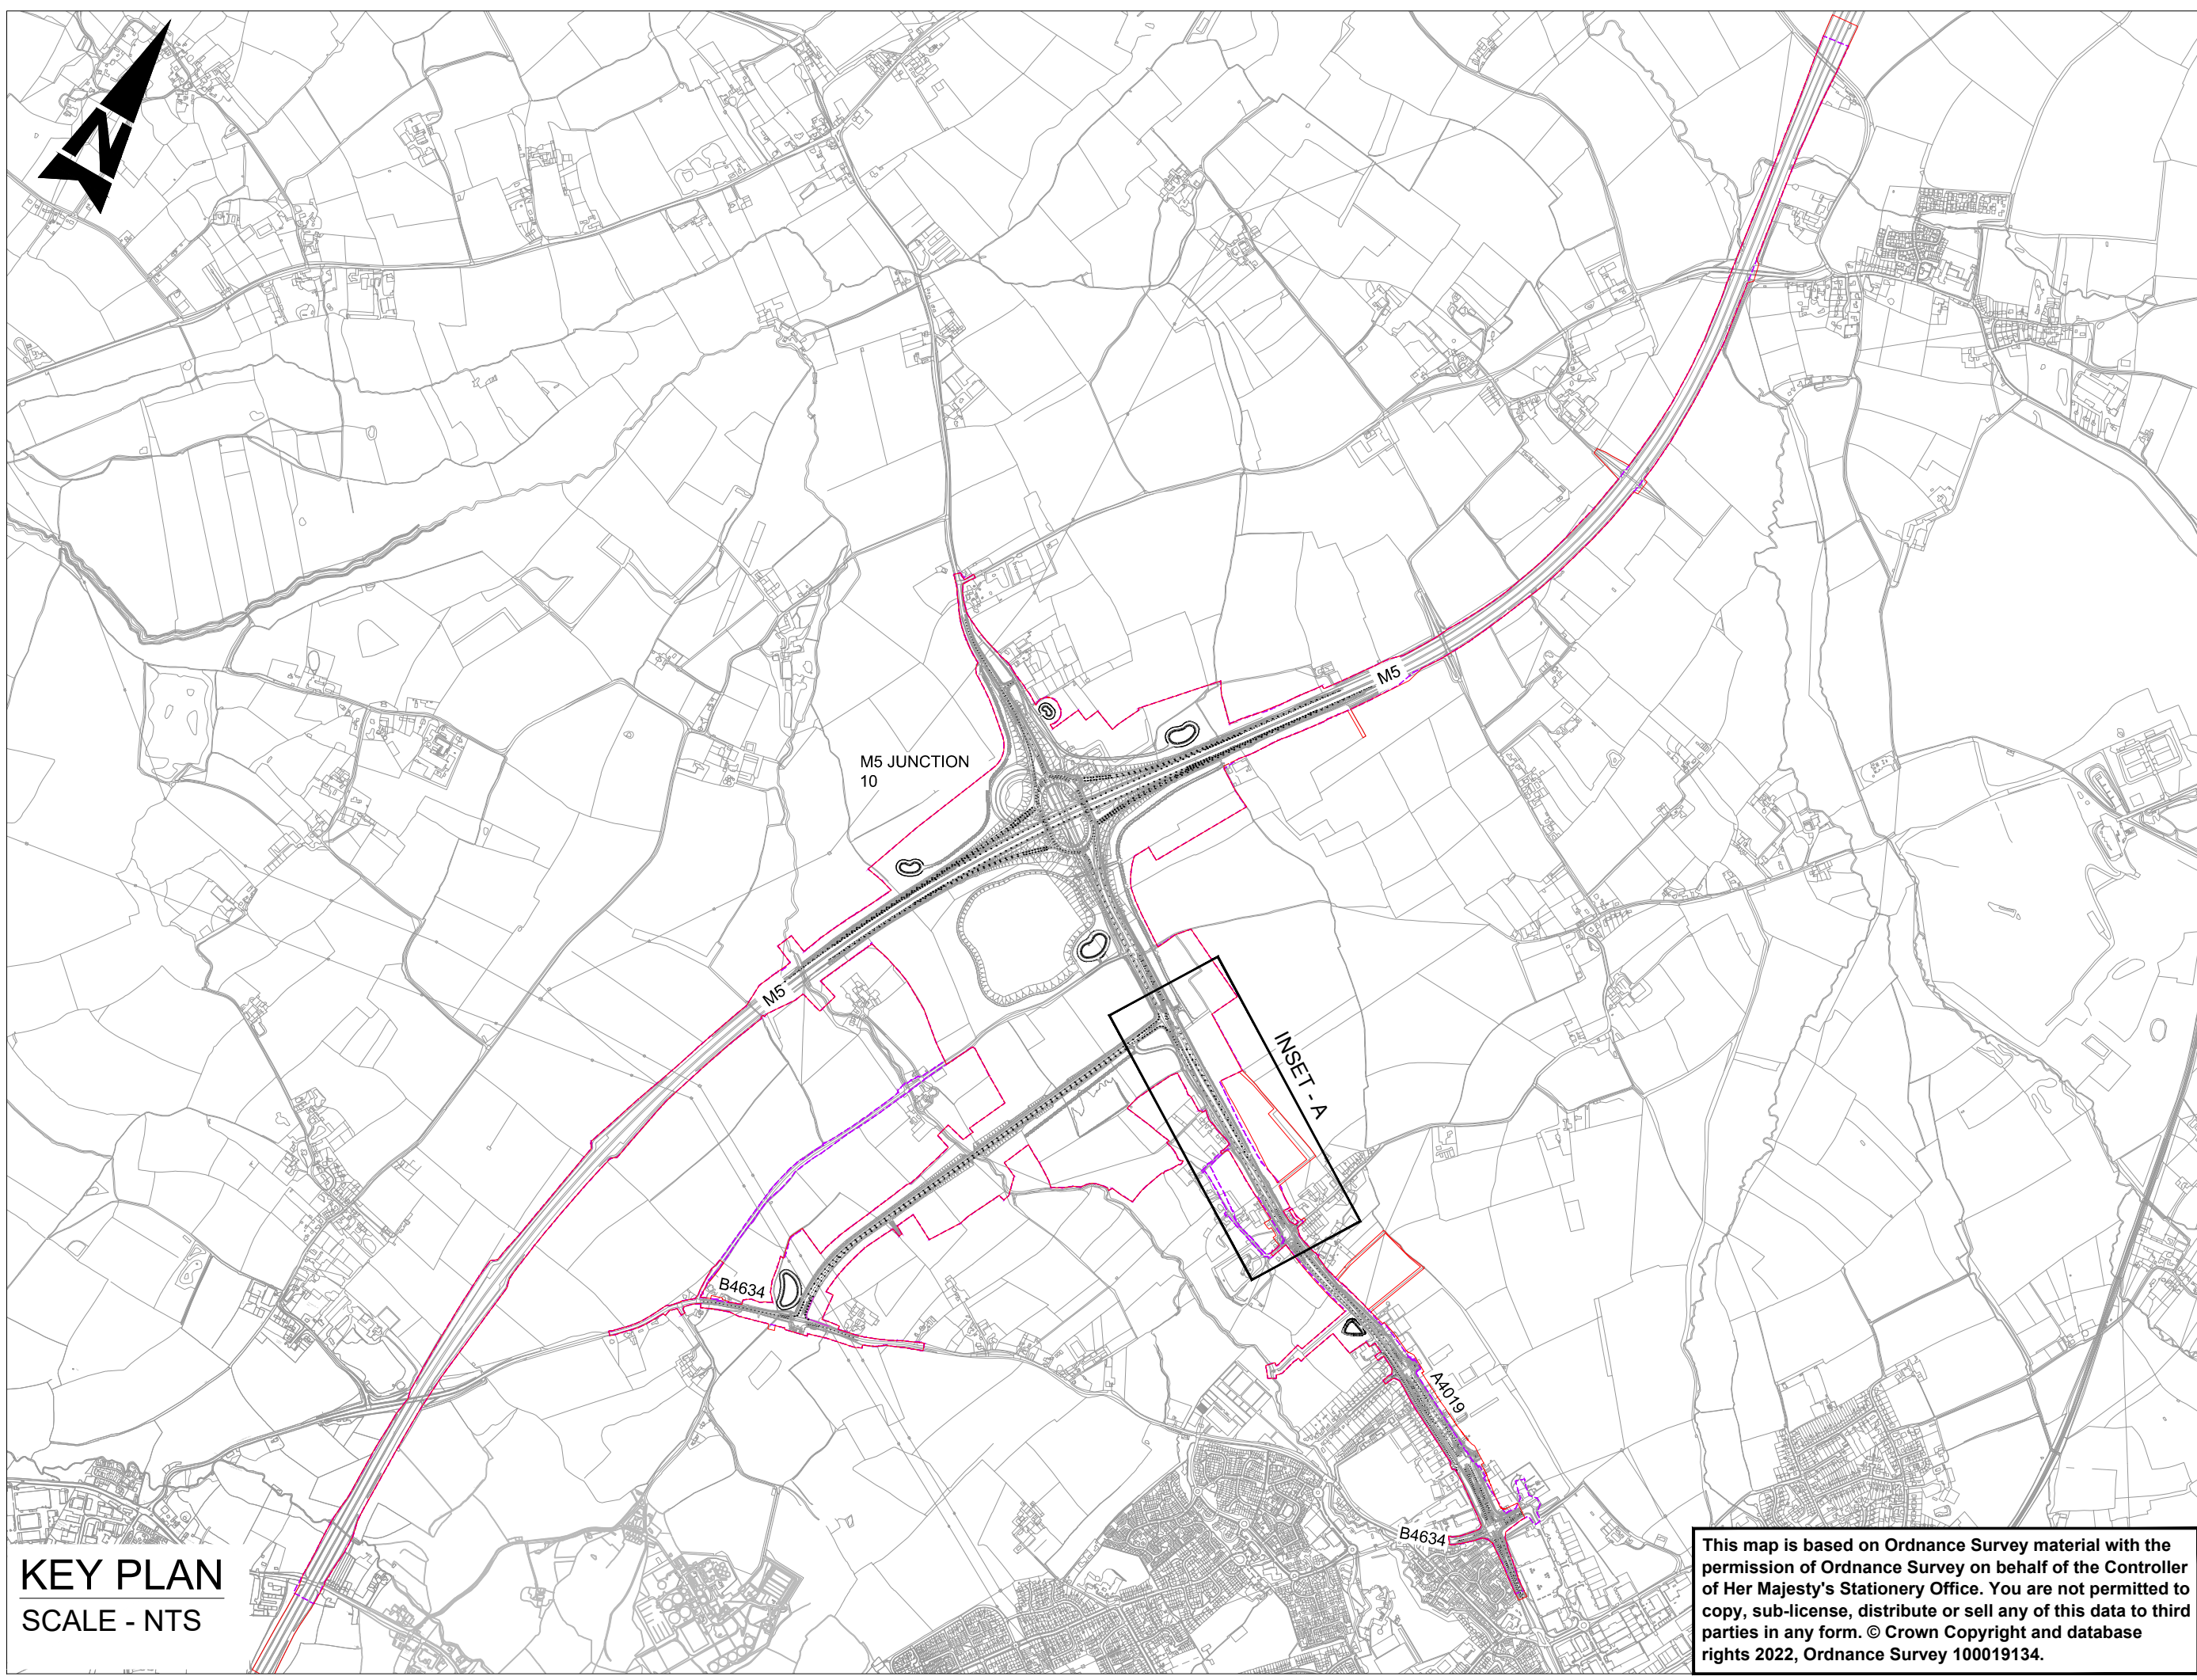 N
M5
M5 JUNCTION
10
M5
INSET - A
B4634
A4019
B4634
KEY PLAN
SCALE - NTS
This map is based on Ordnance Survey material with the
permission of Ordnance Survey on behalf of the Controller
of Her Majesty's Stationery Office. You are not permitted to
copy, sub-license, distribute or sell any of this data to third
parties in any form. © Crown Copyright and database
rights 2022, Ordnance Survey 100019134.